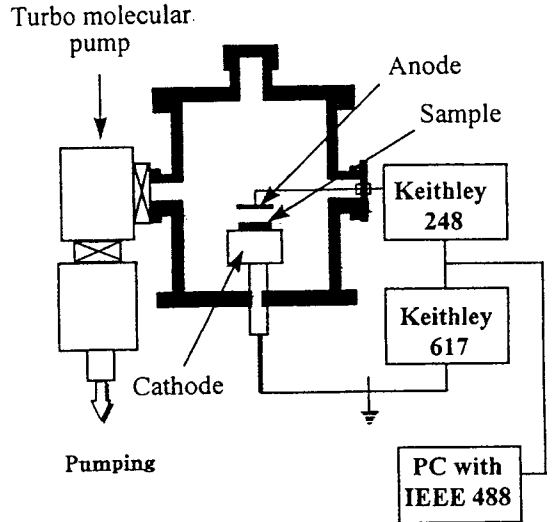 Turbo molecular
pump
Anode
Sample
Keithley
248
Keithley
617
Cathode
Pumping
PC with
IEEE 488